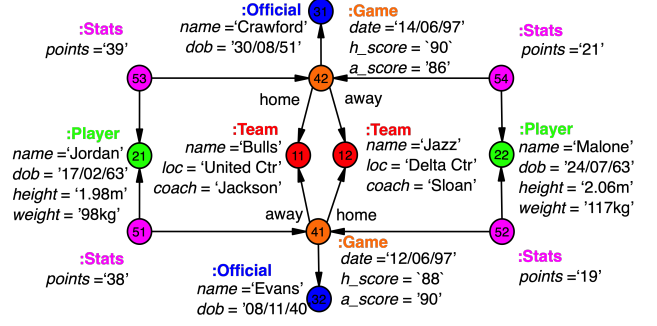 :Official
name =‘Crawford’
dob = ’30/08/51’
31
:Game
date =‘14/06/97’
h_score = `90`
a_score = ’86’
:Stats
points =‘39’
53
42
54
:Stats
points =‘21’
home
away
:Player
name =‘Jordan’
dob = ’17/02/63’
height = ‘1.98m’
weight = ‘98kg’
21
:Team
name =‘Bulls’
loc = ‘United Ctr’
coach = ‘Jackson’
11
12
:Team
name =‘Jazz’
loc = ‘Delta Ctr’
coach = ‘Sloan’
22
:Player
name =‘Malone’
dob = ’24/07/63’
height = ‘2.06m’
weight = ’117kg’
away
home
51
41
52
:Stats
points =‘38’
:Official
name =‘Evans’
dob = ’08/11/40
32
:Game
date =‘12/06/97’
h_score = `88`
a_score = ‘90’
:Stats
points =‘19’